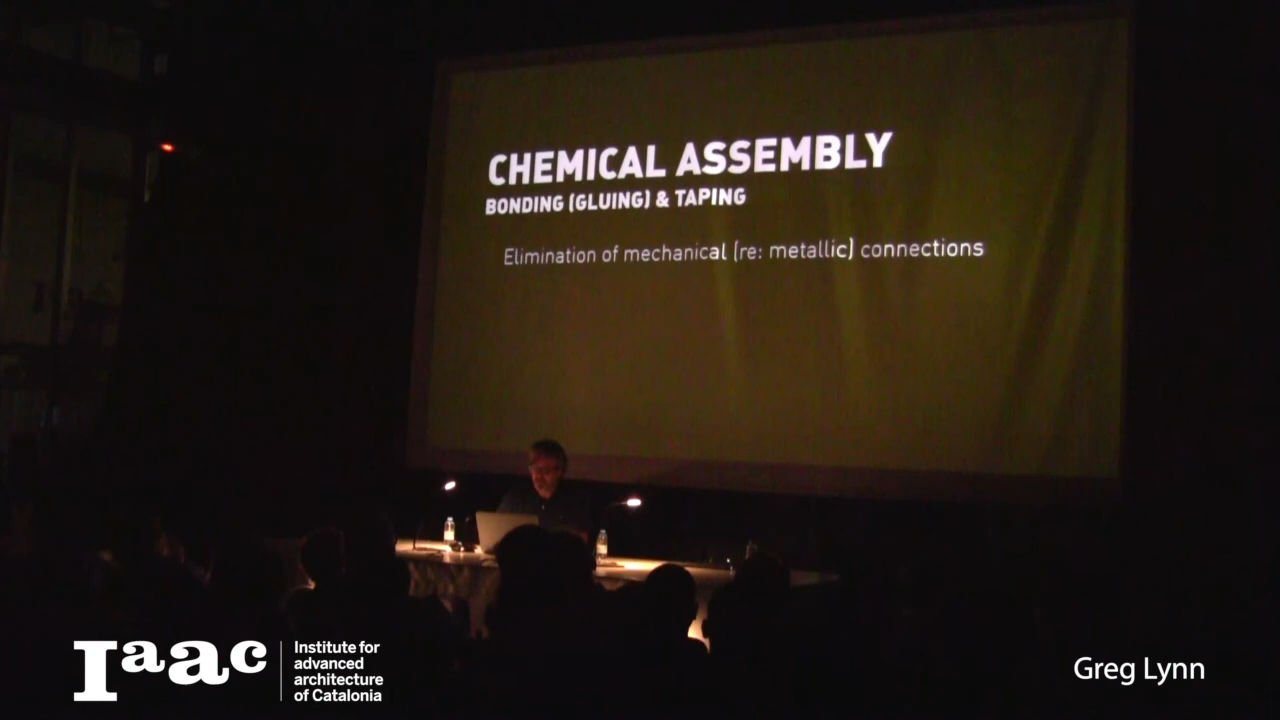 CHEMICAL ASSEMBLY
BONDING (GLUING) & TAPING
Elimination of mechanical (re: metallic) connections
Iaac
Institute for
advanced
architecture
of Catalonia
Greg Lynn